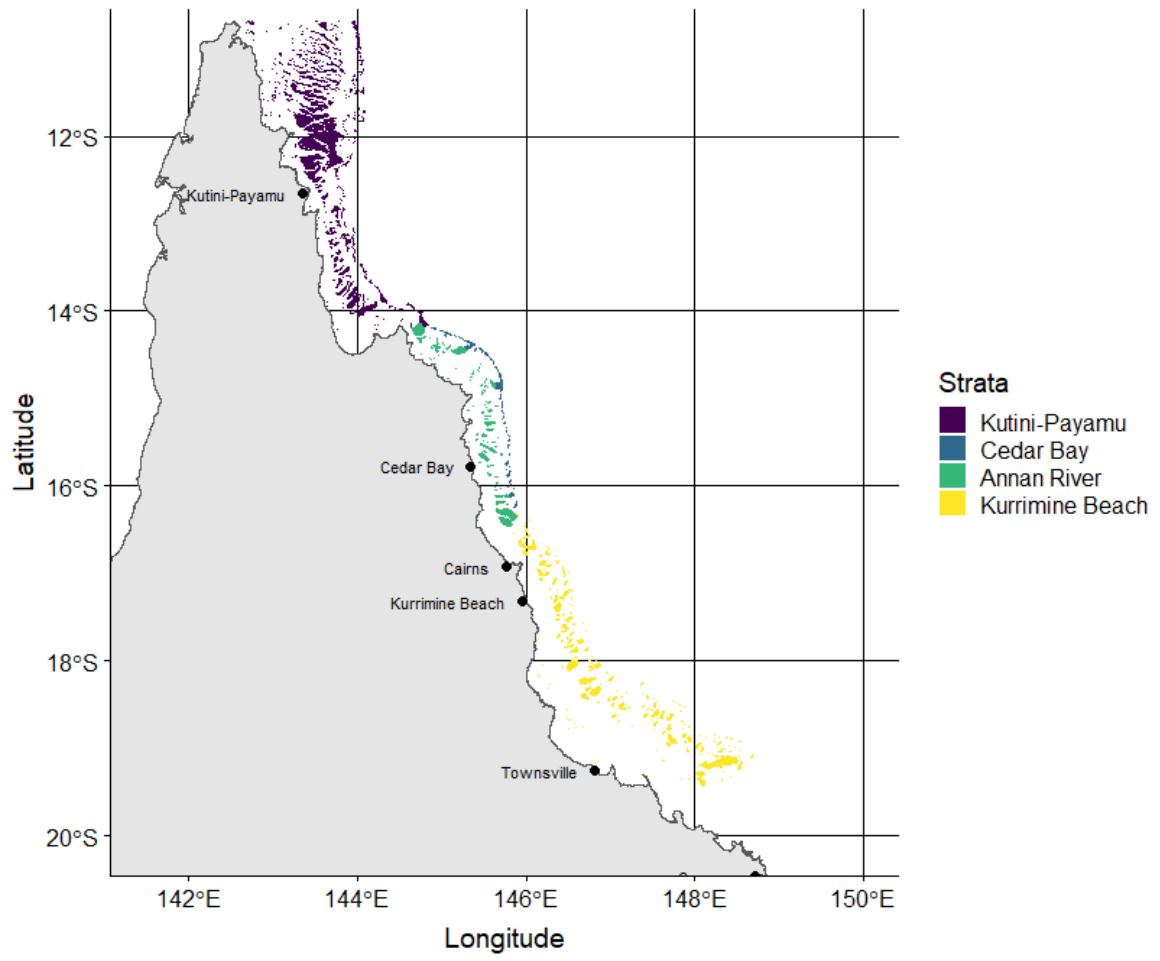 12°S
Kutini-Payamu
14°S
Latitude
Strata
Kutini-Payamu
Cedar Bay
Annan River
Kurrimine Beach
Cedar Bay
16°S
Cairns
Kurrimine Beach
18°S
Townsville
20°S
142°E 144°E 146°E 148°E 150°E
Longitude